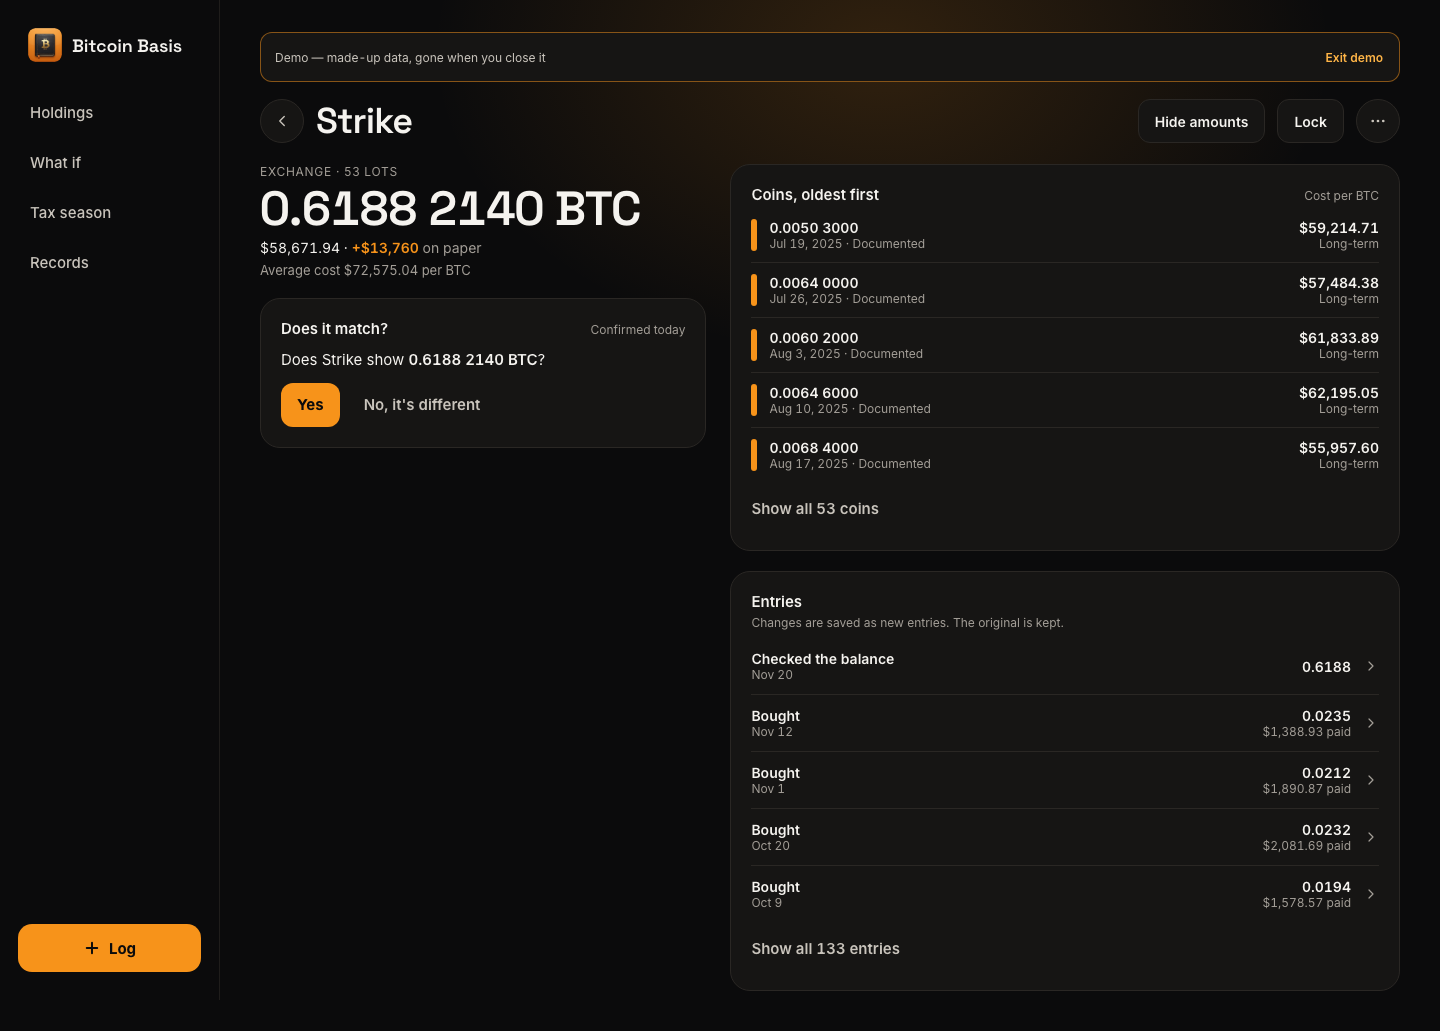 Bitcoin Basis
Holdings
What if
Tax season
Records
+ Log
Demo — made-up data, gone when you close it
Exit demo
Strike
Hide amounts
Lock
EXCHANGE · 53 LOTS
0.6188 2140 BTC
$58,671.94 · +$13,760 on paper
Average cost $72,575.04 per BTC
Does it match?
Confirmed today
Does Strike show 0.6188 2140 BTC?
Yes
No, it's different
Coins, oldest first
Cost per BTC
0.0050 3000
$59,214.71
Jul 19, 2025 · Documented
Long-term
0.0064 0000
$57,484.38
Jul 26, 2025 · Documented
Long-term
0.0060 2000
$61,833.89
Aug 3, 2025 · Documented
Long-term
0.0064 6000
$62,195.05
Aug 10, 2025 · Documented
Long-term
0.0068 4000
$55,957.60
Aug 17, 2025 · Documented
Long-term
Show all 53 coins
Entries
Changes are saved as new entries. The original is kept.
Checked the balance
Nov 20
0.6188
Bought
0.0235
Nov 12
$1,388.93 paid
Bought
0.0212
Nov 1
$1,890.87 paid
Bought
0.0232
Oct 20
$2,081.69 paid
Bought
0.0194
Oct 9
$1,578.57 paid
Show all 133 entries